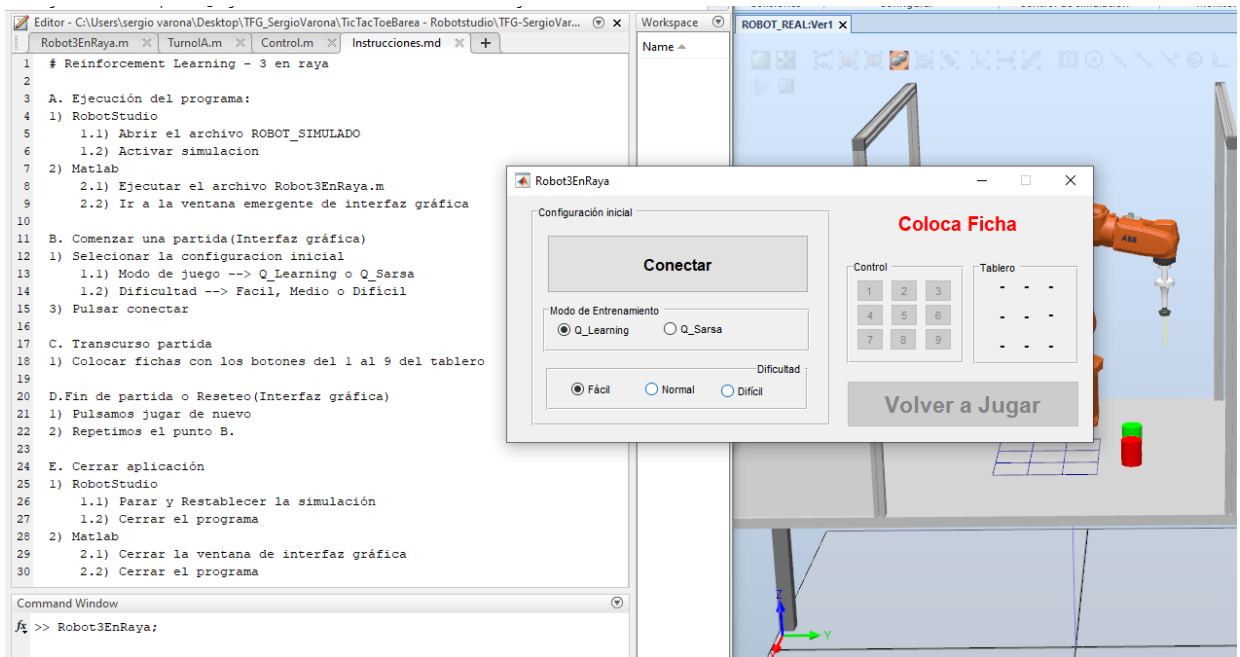 Editor - C:\Users\sergio varona\Desktop\TFG_SergioVarona\TicTacToeBarea - Robotstudio\TFG-SergioVar...
Robot3EnRaya.m
TurnoIA.m
Control.m
Instrucciones.md
1 # Reinforcement Learning - 3 en raya
2
3 A. Ejecución del programa:
4 1) RobotStudio
5 1.1) Abrir el archivo ROBOT_SIMULADO
6 1.2) Activar simulacion
7 2) Matlab
8 2.1) Ejecutar el archivo Robot3EnRaya.m
9 2.2) Ir a la ventana emergente de interfaz gráfica
10
11 B. Comenzar una partida(Interfaz gráfica)
12 1) Selecionar la configuracion inicial
13 1.1) Modo de juego --> Q_Learning o Q_Sarsa
14 1.2) Dificultad --> Facil, Medio o Difícil
15 3) Pulsar conectar
16
17 C. Transcurso partida
18 1) Colocar fichas con los botones del 1 al 9 del tablero
19
20 D.Fin de partida o Reseteo(Interfaz gráfica)
21 1) Pulsamos jugar de nuevo
22 2) Repetimos el punto B.
23
24 E. Cerrar aplicación
25 1) RobotStudio
26 1.1) Parar y Restablecer la simulación
27 1.2) Cerrar el programa
28 2) Matlab
29 2.1) Cerrar la ventana de interfaz gráfica
30 2.2) Cerrar el programa
Command Window
fx >> Robot3EnRaya;
Workspace
Name
ROBOT_REAL:Ver1
Robot3EnRaya
Configuración inicial
Conectar
Modo de Entrenamiento
Q_Learning
Q_Sarsa
Dificultad
Fácil
Normal
Difícil
Coloca Ficha
Control
1 2 3
4 5 6
7 8 9
Tablero
- - -
- - -
- - -
Volver a Jugar
ABB
Z
Y